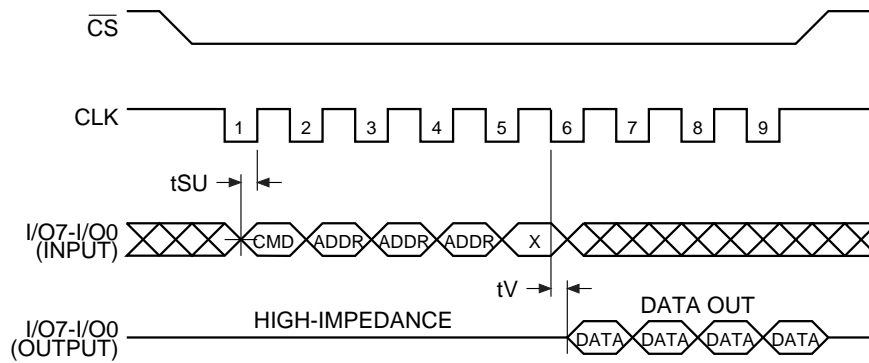 CS
CLK
1 2 3 4 5 6 7 8 9
tSU
I/O7-I/O0
(INPUT)
CMD ADDR ADDR ADDR X
tV
HIGH-IMPEDANCE
DATA OUT
I/O7-I/O0
(OUTPUT)
DATA DATA DATA DATA